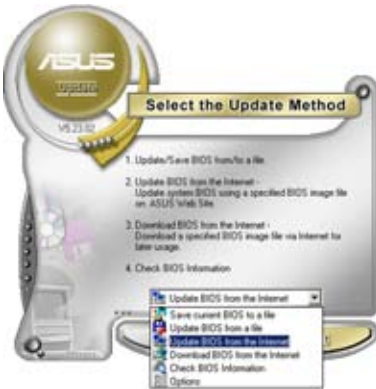 ASUS
Update
V5.23.02
Select the Update Method
1. Update/Save BIOS from/to a file
2. Update BIOS from the Internet -
Update system BIOS using a specified BIOS image file
on ASUS Web Site
3. Download BIOS from the Internet -
Download a specified BIOS image file via Internet for
later usage.
4. Check BIOS Information
Update BIOS from the Internet
Save current BIOS to a file
Update BIOS from a file
Update BIOS from the Internet
Download BIOS from the Internet
Check BIOS Information
Options